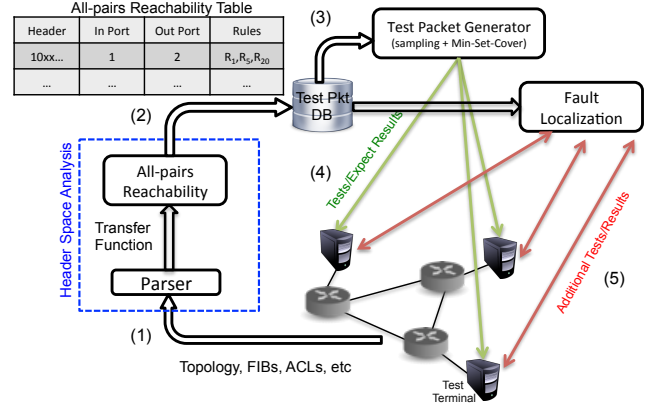 All-pairs Reachability Table
Header In Port Out Port Rules
10xx... 1 2 R1,R5,R20
... ... ... ...
(3)
Test Packet Generator
(sampling + Min-Set-Cover)
(2)
Test Pkt
DB
Fault
Localization
Header Space Analysis
All-pairs
Reachability
Transfer
Function
Parser
(1)
Topology, FIBs, ACLs, etc
Tests/Expect Results
(4)
Additional Tests/Results
(5)
Test
Terminal